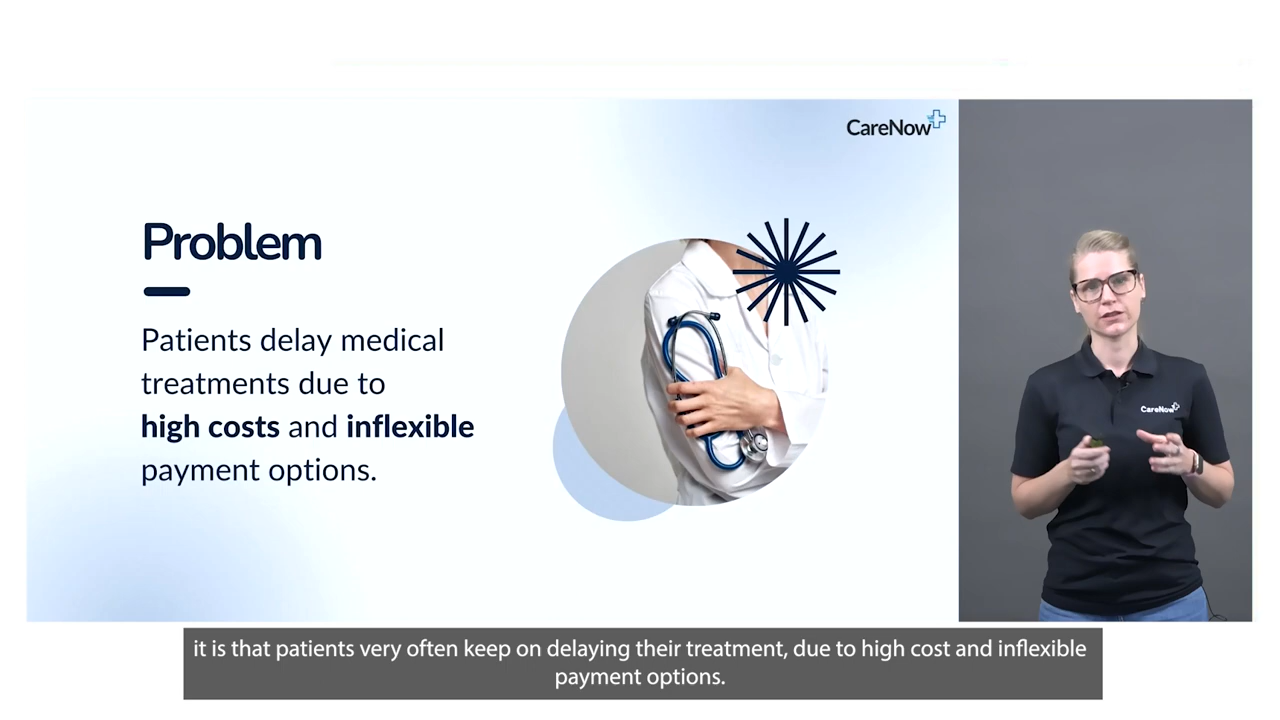 CareNow
Problem
Patients delay medical
treatments due to
high costs and inflexible
payment options.
CareNow
it is that patients very often keep on delaying their treatment, due to high cost and inflexible
payment options.